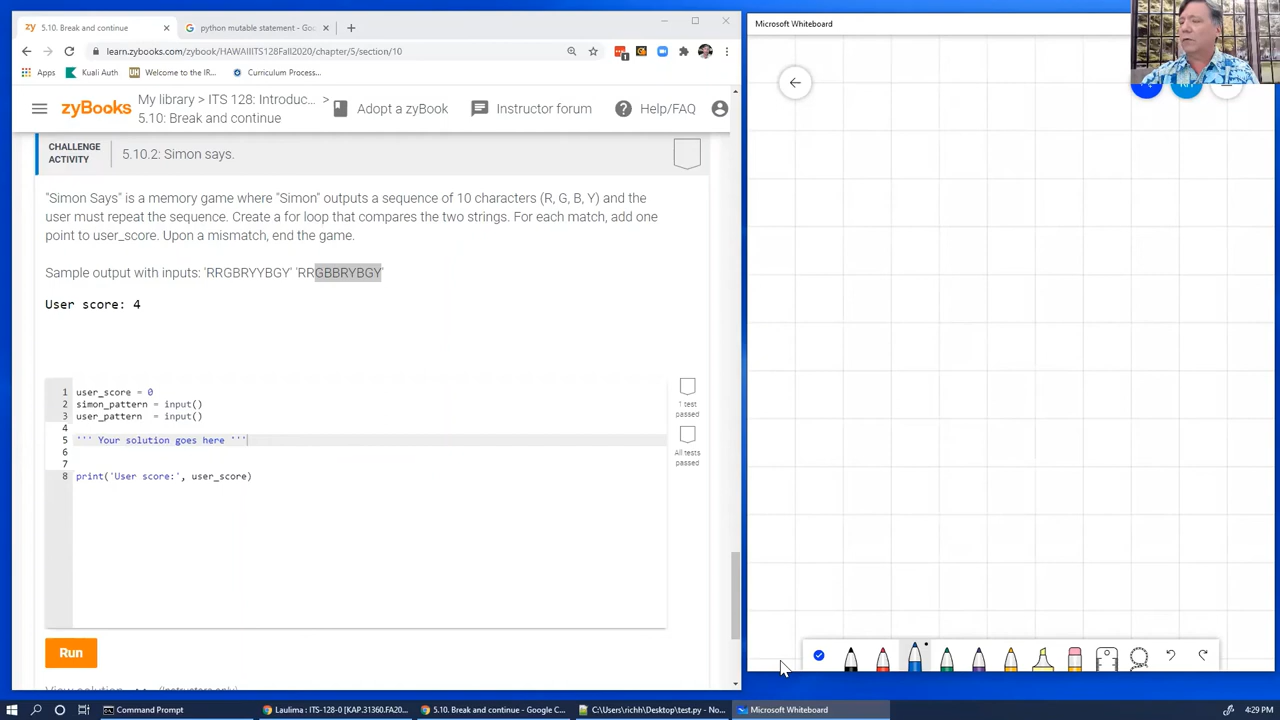 5.10. Break and continue
python mutable statement - Goo
learn.zybooks.com/zybook/HAWAIIITS128Fall2020/chapter/5/section/10
Apps
Kuali Auth
Welcome to the IR...
Curriculum Process...
zyBooks
My library > ITS 128: Introduc... >
5.10: Break and continue
Adopt a zyBook
Instructor forum
Help/FAQ
CHALLENGE
ACTIVITY
5.10.2: Simon says.
"Simon Says" is a memory game where "Simon" outputs a sequence of 10 characters (R, G, B, Y) and the
user must repeat the sequence. Create a for loop that compares the two strings. For each match, add one
point to user_score. Upon a mismatch, end the game.
Sample output with inputs: 'RRGBRYYBGY' 'RRGBBRYBGY'
User score: 4
1 user_score = 0
2 simon_pattern = input()
3 user_pattern  = input()
4
5 ''' Your solution goes here '''
6
7
8 print('User score:', user_score)
1 test
passed
All tests
passed
Run
Microsoft Whiteboard
Command Prompt
Laulima : ITS-128-0 [KAP.31360.FA20...
5.10. Break and continue - Google C...
C:\Users\richh\Desktop\test.py - No...
Microsoft Whiteboard
4:29 PM